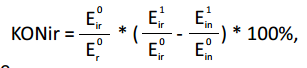 KONir = E⁰ir / E⁰r * ( E¹ir / E⁰ir - E¹in / E⁰in ) * 100%,